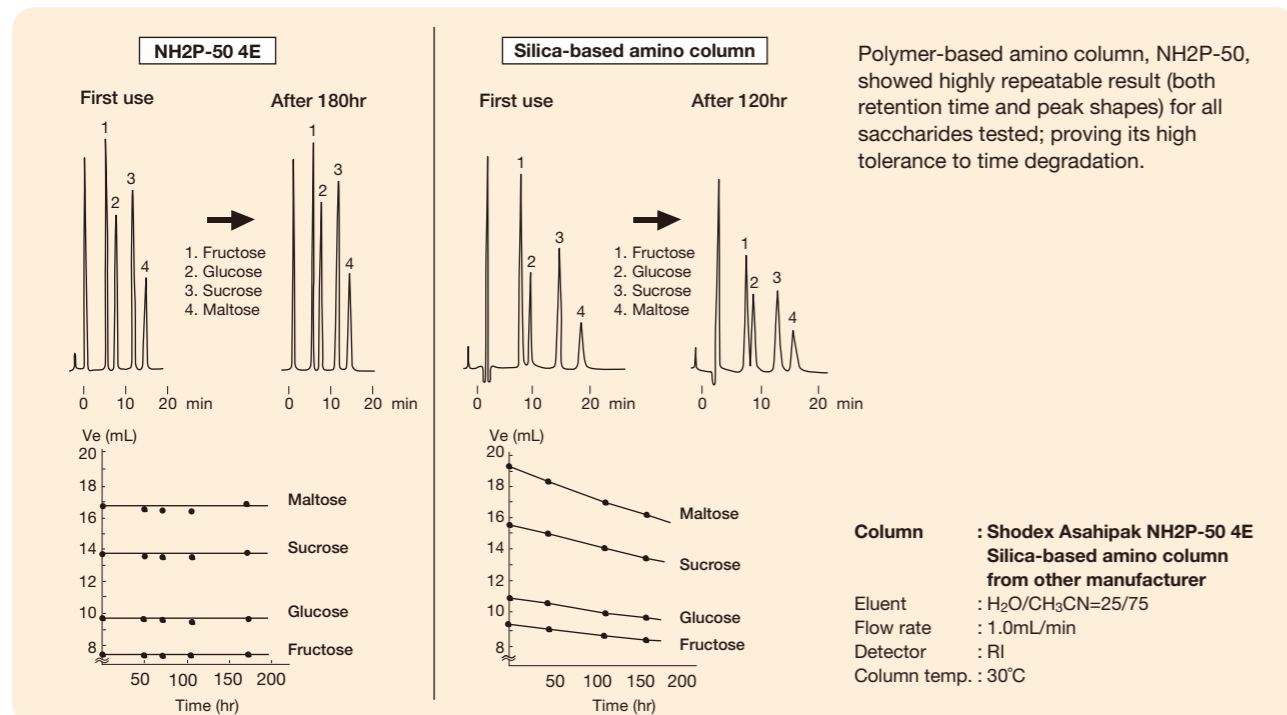 NH2P-50 4E
First use
After 180hr
1
2
3
4
1
2
3
4
1. Fructose
2. Glucose
3. Sucrose
4. Maltose
0 10 20 min
0 10 20 min
Ve (mL)
20
18
16
14
12
10
8
Maltose
Sucrose
Glucose
Fructose
50 100 150 200
Time (hr)
Silica-based amino column
First use
After 120hr
1
2
3
4
1
2
3
4
1. Fructose
2. Glucose
3. Sucrose
4. Maltose
0 10 20 min
0 10 20 min
Ve (mL)
20
18
16
14
12
10
8
Maltose
Sucrose
Glucose
Fructose
50 100 150 200
Time (hr)
Polymer-based amino column, NH2P-50,
showed highly repeatable result (both
retention time and peak shapes) for all
saccharides tested; proving its high
tolerance to time degradation.
Column : Shodex Asahipak NH2P-50 4E
Silica-based amino column
from other manufacturer
Eluent : H₂O/CH₃CN=25/75
Flow rate : 1.0mL/min
Detector : RI
Column temp. : 30˚C